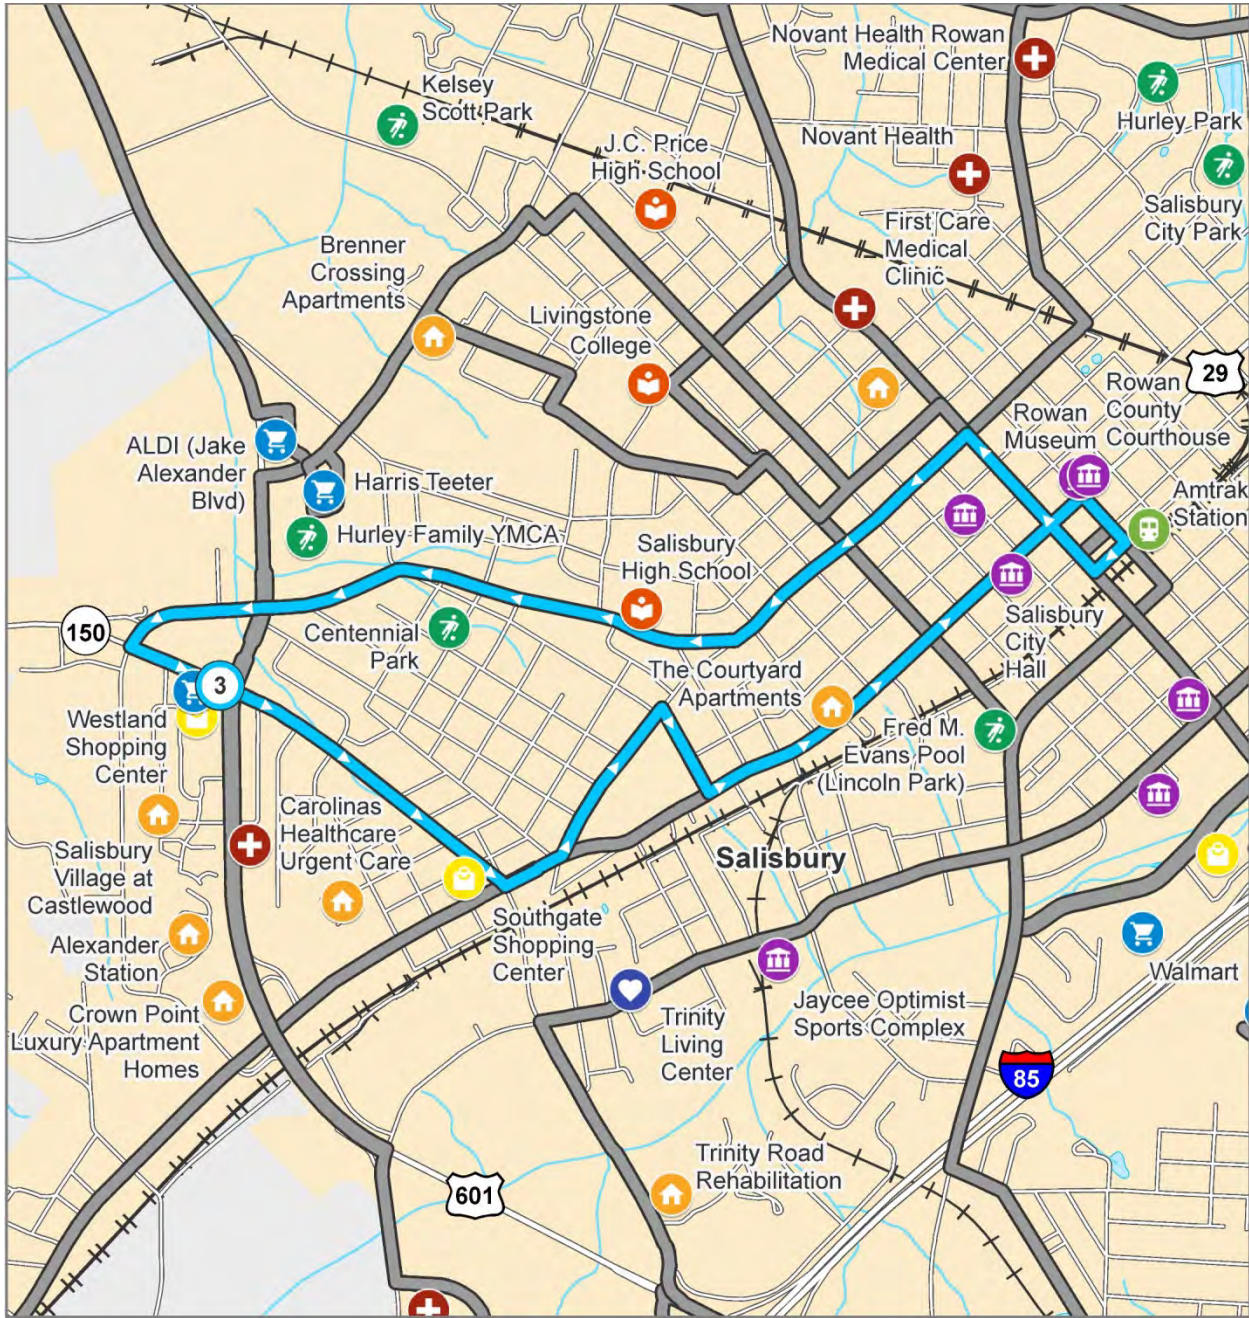 Novant Health Rowan
Medical Center
Kelsey
Scott Park
Hurley Park
J.C. Price
High School
Novant Health
Salisbury
City Park
First Care
Medical
Clinic
Brenner
Crossing
Apartments
Livingstone
College
29
Rowan
Museum
Rowan
County
Courthouse
ALDI (Jake
Alexander
Blvd)
Harris Teeter
Amtrak
Station
Hurley Family YMCA
Salisbury
High School
150
Centennial
Park
Salisbury
City
Hall
The Courtyard
Apartments
3
Westland
Shopping
Center
Fred M.
Evans Pool
(Lincoln Park)
Carolinas
Healthcare
Urgent Care
Salisbury
Village at
Castlewood
Salisbury
Southgate
Shopping
Center
Alexander
Station
Walmart
Crown Point
Luxury Apartment
Homes
Trinity
Living
Center
Jaycee Optimist
Sports Complex
85
Trinity Road
Rehabilitation
601